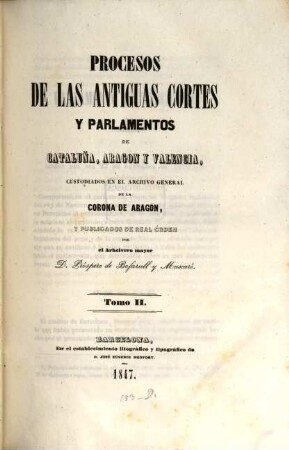 PROCESOS
DE LAS ANTIGUAS CORTES
Y PARLAMENTOS
DE
CATALUÑA, ARAGON Y VALENCIA,
CUSTODIADOS EN EL ARCHIVO GENERAL
DE LA
CORONA DE ARAGON,
Y PUBLICADOS DE REAL ÓRDEN
POR
el Archivero mayor
D. Próspero de Bofarull y Mascaró.
Tomo II.
BARCELONA,
En el establecimiento litográfico y tipográfico de
D. JOSÉ EUSEBIO MONFORT.
1847.